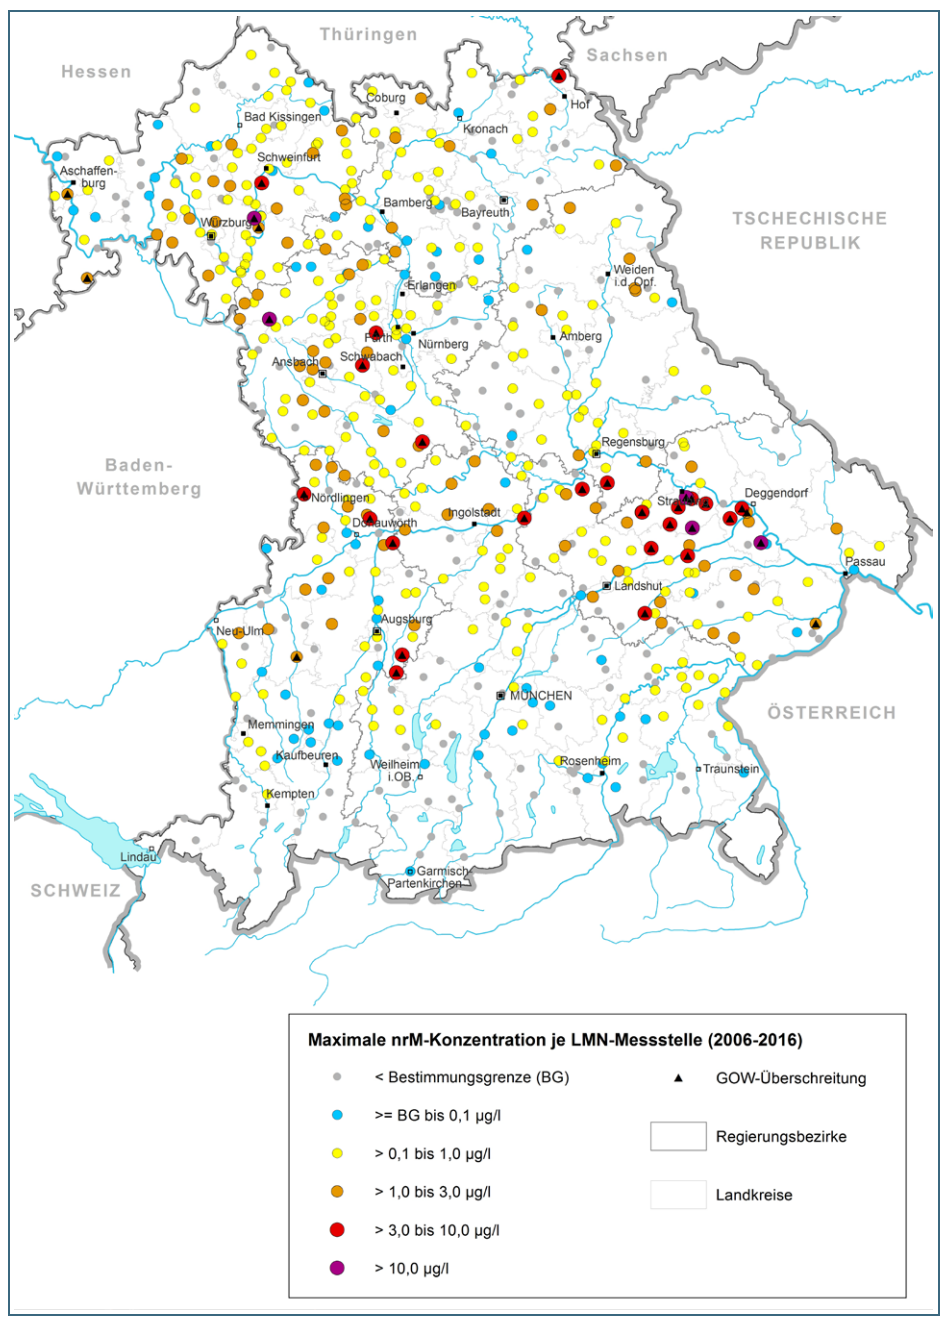 Thüringen
Sachsen
Hessen
Coburg
Hof
Bad Kissingen
Kronach
Schweinfurt
Aschaffen-
burg
Bamberg
Bayreuth
Würzburg
TSCHECHISCHE
REPUBLIK
Weiden
i.d. Opf.
Erlangen
Fürth
Nürnberg
Amberg
Ansbach
Schwabach
Regensburg
Baden-
Württemberg
Nördlingen
Deggendorf
Ingolstadt
Donauwörth
Passau
Landshut
Augsburg
Neu-Ulm
MÜNCHEN
ÖSTERREICH
Memmingen
Kaufbeuren
Weilheim
i.OB.
Rosenheim
Traunstein
Kempten
Lindau
Garmisch-
Partenkirchen
SCHWEIZ
Maximale nrM-Konzentration je LMN-Messstelle (2006-2016)
< Bestimmungsgrenze (BG)
GOW-Überschreitung
>= BG bis 0,1 µg/l
Regierungsbezirke
> 0,1 bis 1,0 µg/l
> 1,0 bis 3,0 µg/l
Landkreise
> 3,0 bis 10,0 µg/l
> 10,0 µg/l